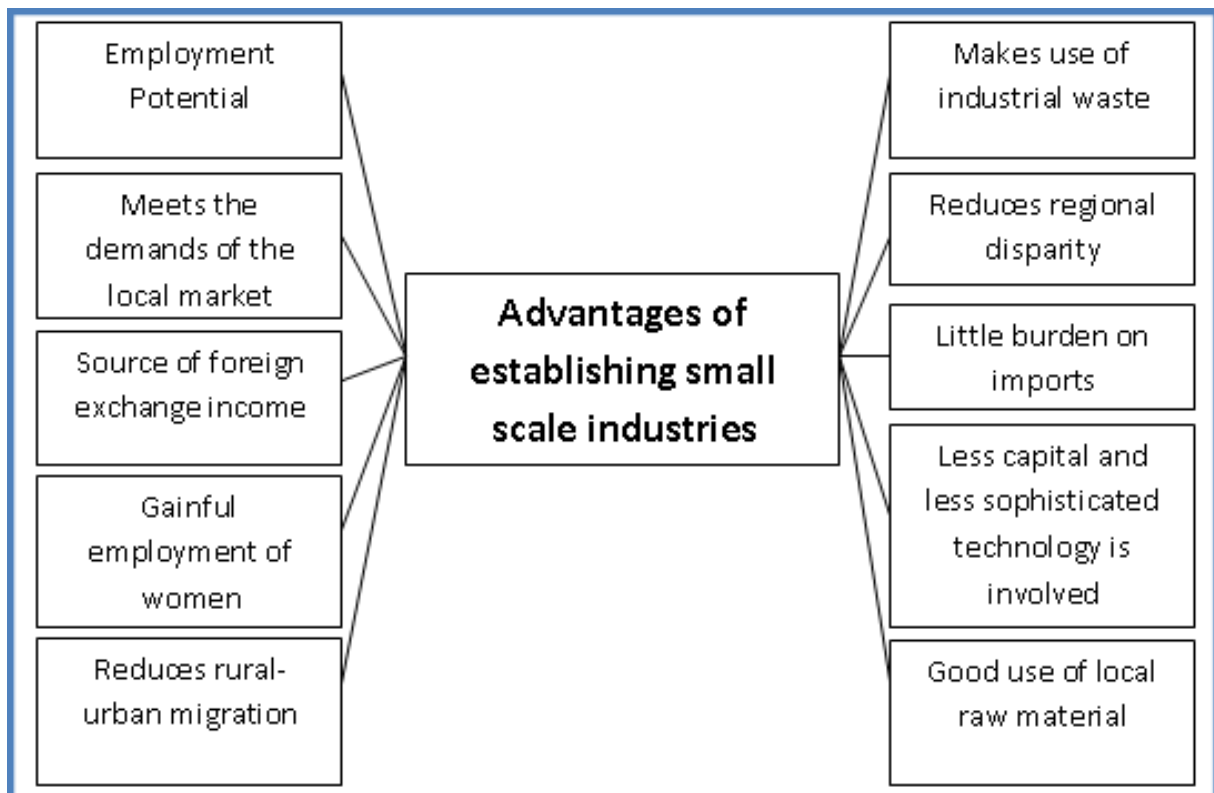 Employment
Potential
Meets the
demands of the
local market
Source of foreign
exchange income
Gainful
employment of
women
Reduces rural-
urban migration
Advantages of
establishing small
scale industries
Makes use of
industrial waste
Reduces regional
disparity
Little burden on
imports
Less capital and
less sophisticated
technology is
involved
Good use of local
raw material